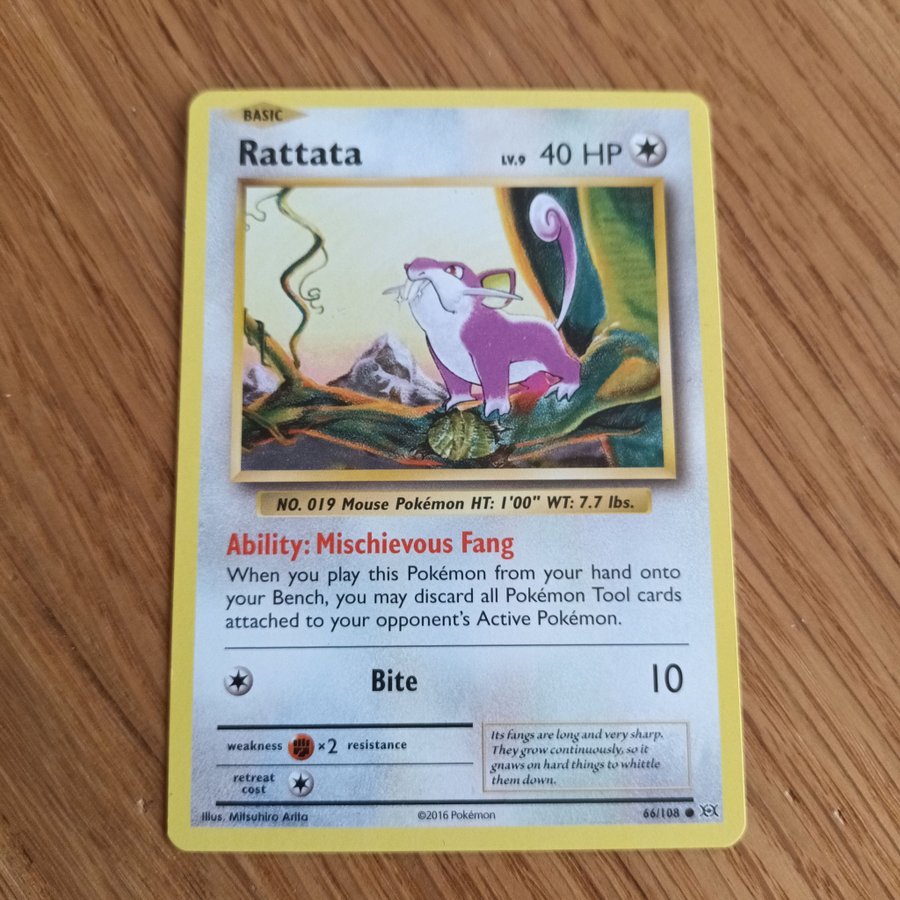 BASIC
Rattata LV.9 40 HP
NO. 019 Mouse Pokémon HT: 1'00" WT: 7.7 lbs.
Ability: Mischievous Fang
When you play this Pokémon from your hand onto
your Bench, you may discard all Pokémon Tool cards
attached to your opponent's Active Pokémon.
Bite 10
weakness ×2 resistance
retreat
cost
Its fangs are long and very sharp.
They grow continuously, so it
gnaws on hard things to whittle
them down.
Illus. Mitsuhiro Arita ©2016 Pokémon 66/108